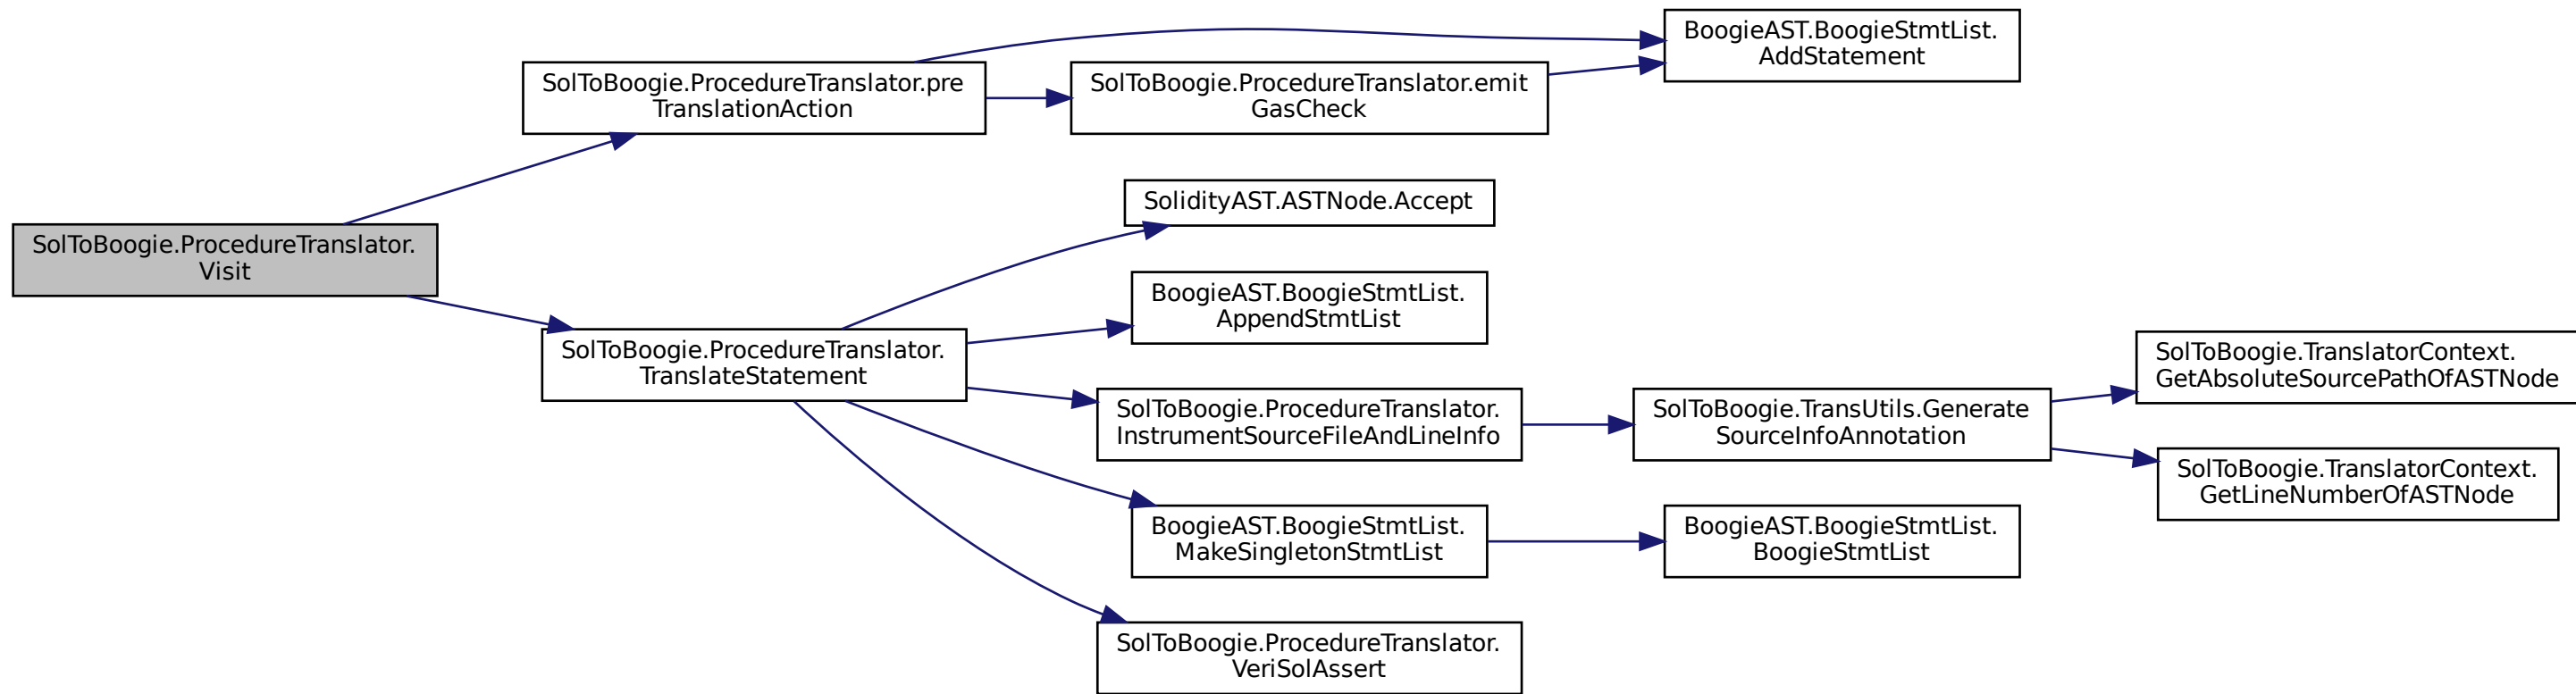 SolToBoogie.ProcedureTranslator.
Visit
SolToBoogie.ProcedureTranslator.pre
TranslationAction
SolToBoogie.ProcedureTranslator.emit
GasCheck
BoogieAST.BoogieStmtList.
AddStatement
SolToBoogie.ProcedureTranslator.
TranslateStatement
SolidityAST.ASTNode.Accept
BoogieAST.BoogieStmtList.
AppendStmtList
SolToBoogie.ProcedureTranslator.
InstrumentSourceFileAndLineInfo
SolToBoogie.TransUtils.Generate
SourceInfoAnnotation
SolToBoogie.TranslatorContext.
GetAbsoluteSourcePathOfASTNode
SolToBoogie.TranslatorContext.
GetLineNumberOfASTNode
BoogieAST.BoogieStmtList.
MakeSingletonStmtList
BoogieAST.BoogieStmtList.
BoogieStmtList
SolToBoogie.ProcedureTranslator.
VeriSolAssert